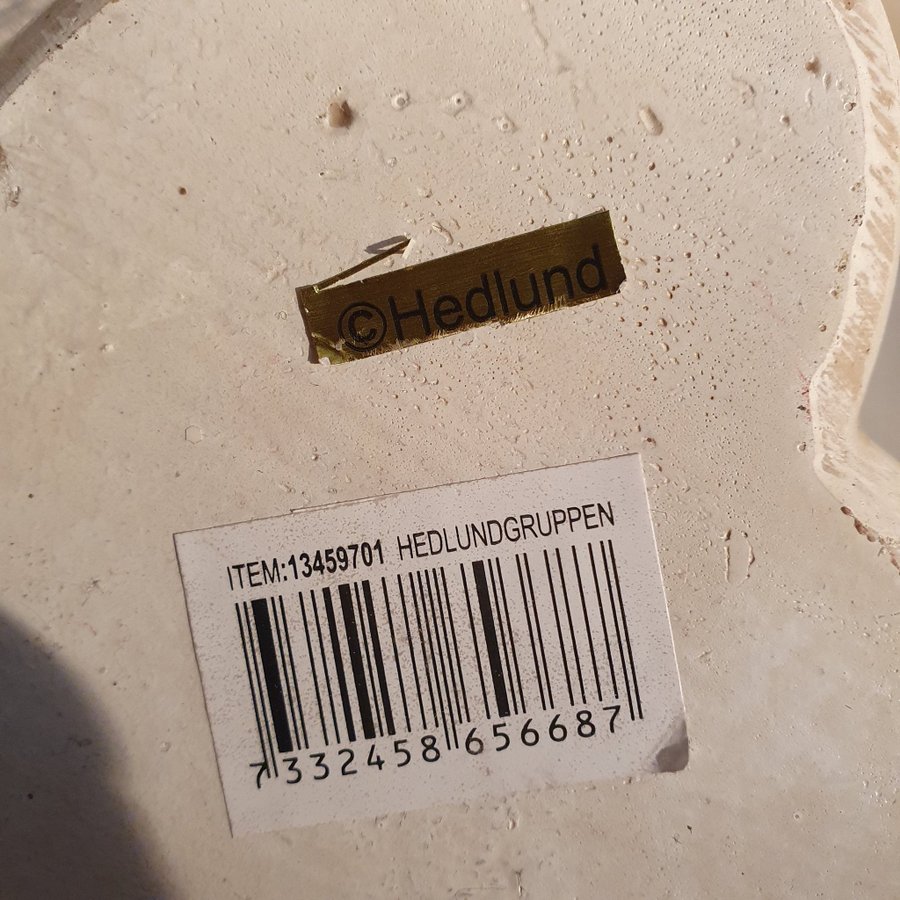 ©Hedlund
ITEM:13459701 HEDLUNDGRUPPEN
7 332458 656687